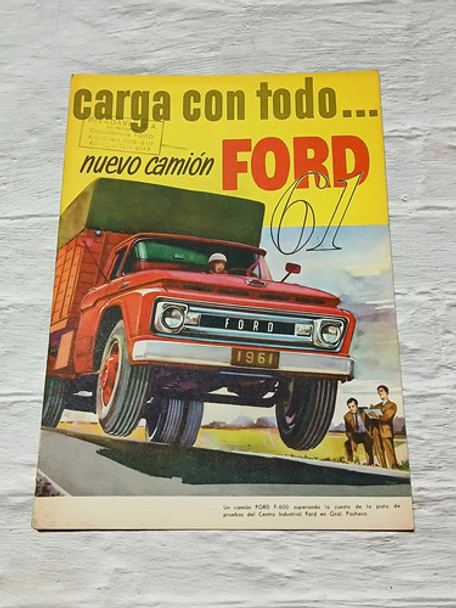 carga con todo...
nuevo camión FORD
61
FORD
1961
Un camión FORD F-600 superando la cuesta de la pista de
pruebas del Centro Industrial Ford en Gral. Pacheco.